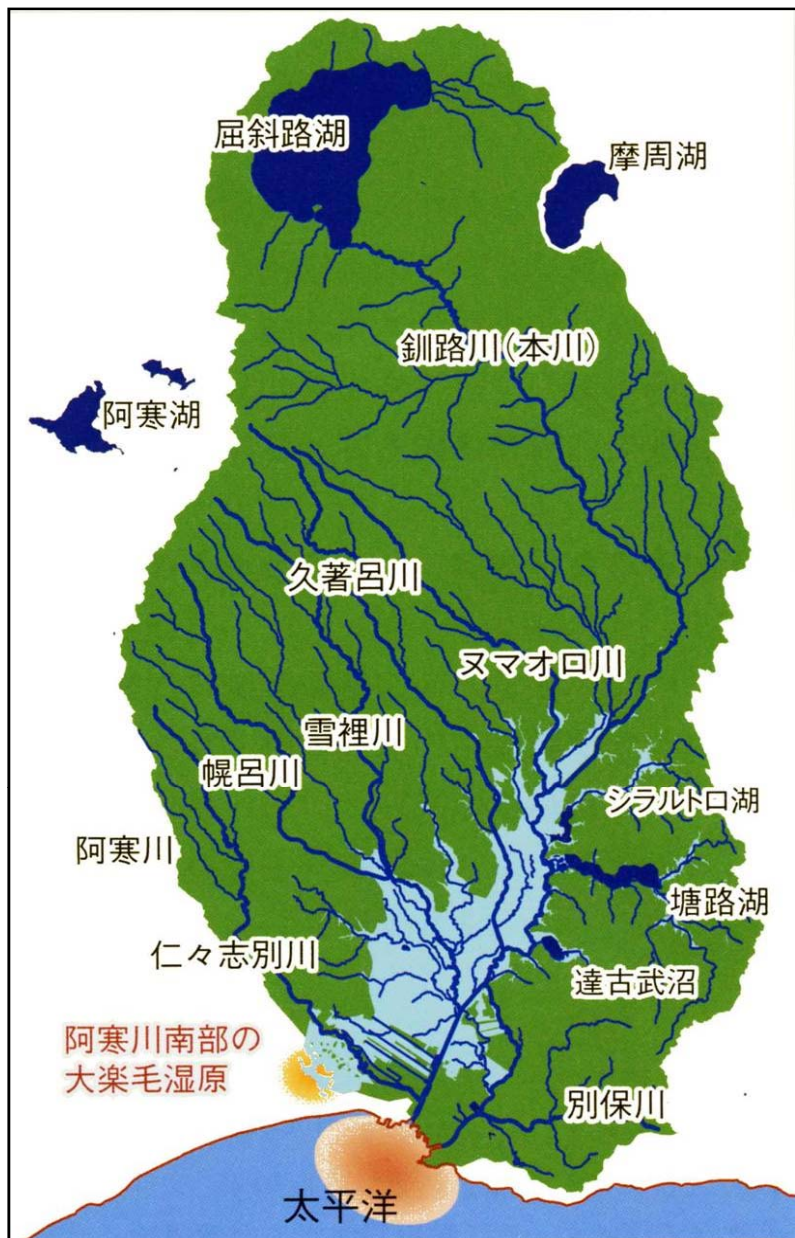 屈斜路湖
摩周湖
釧路川(本川)
阿寒湖
久著呂川
ヌマオロ川
雪裡川
幌呂川
シラルトロ湖
阿寒川
塘路湖
仁々志別川
達古武沼
阿寒川南部の
大楽毛湿原
別保川
太平洋